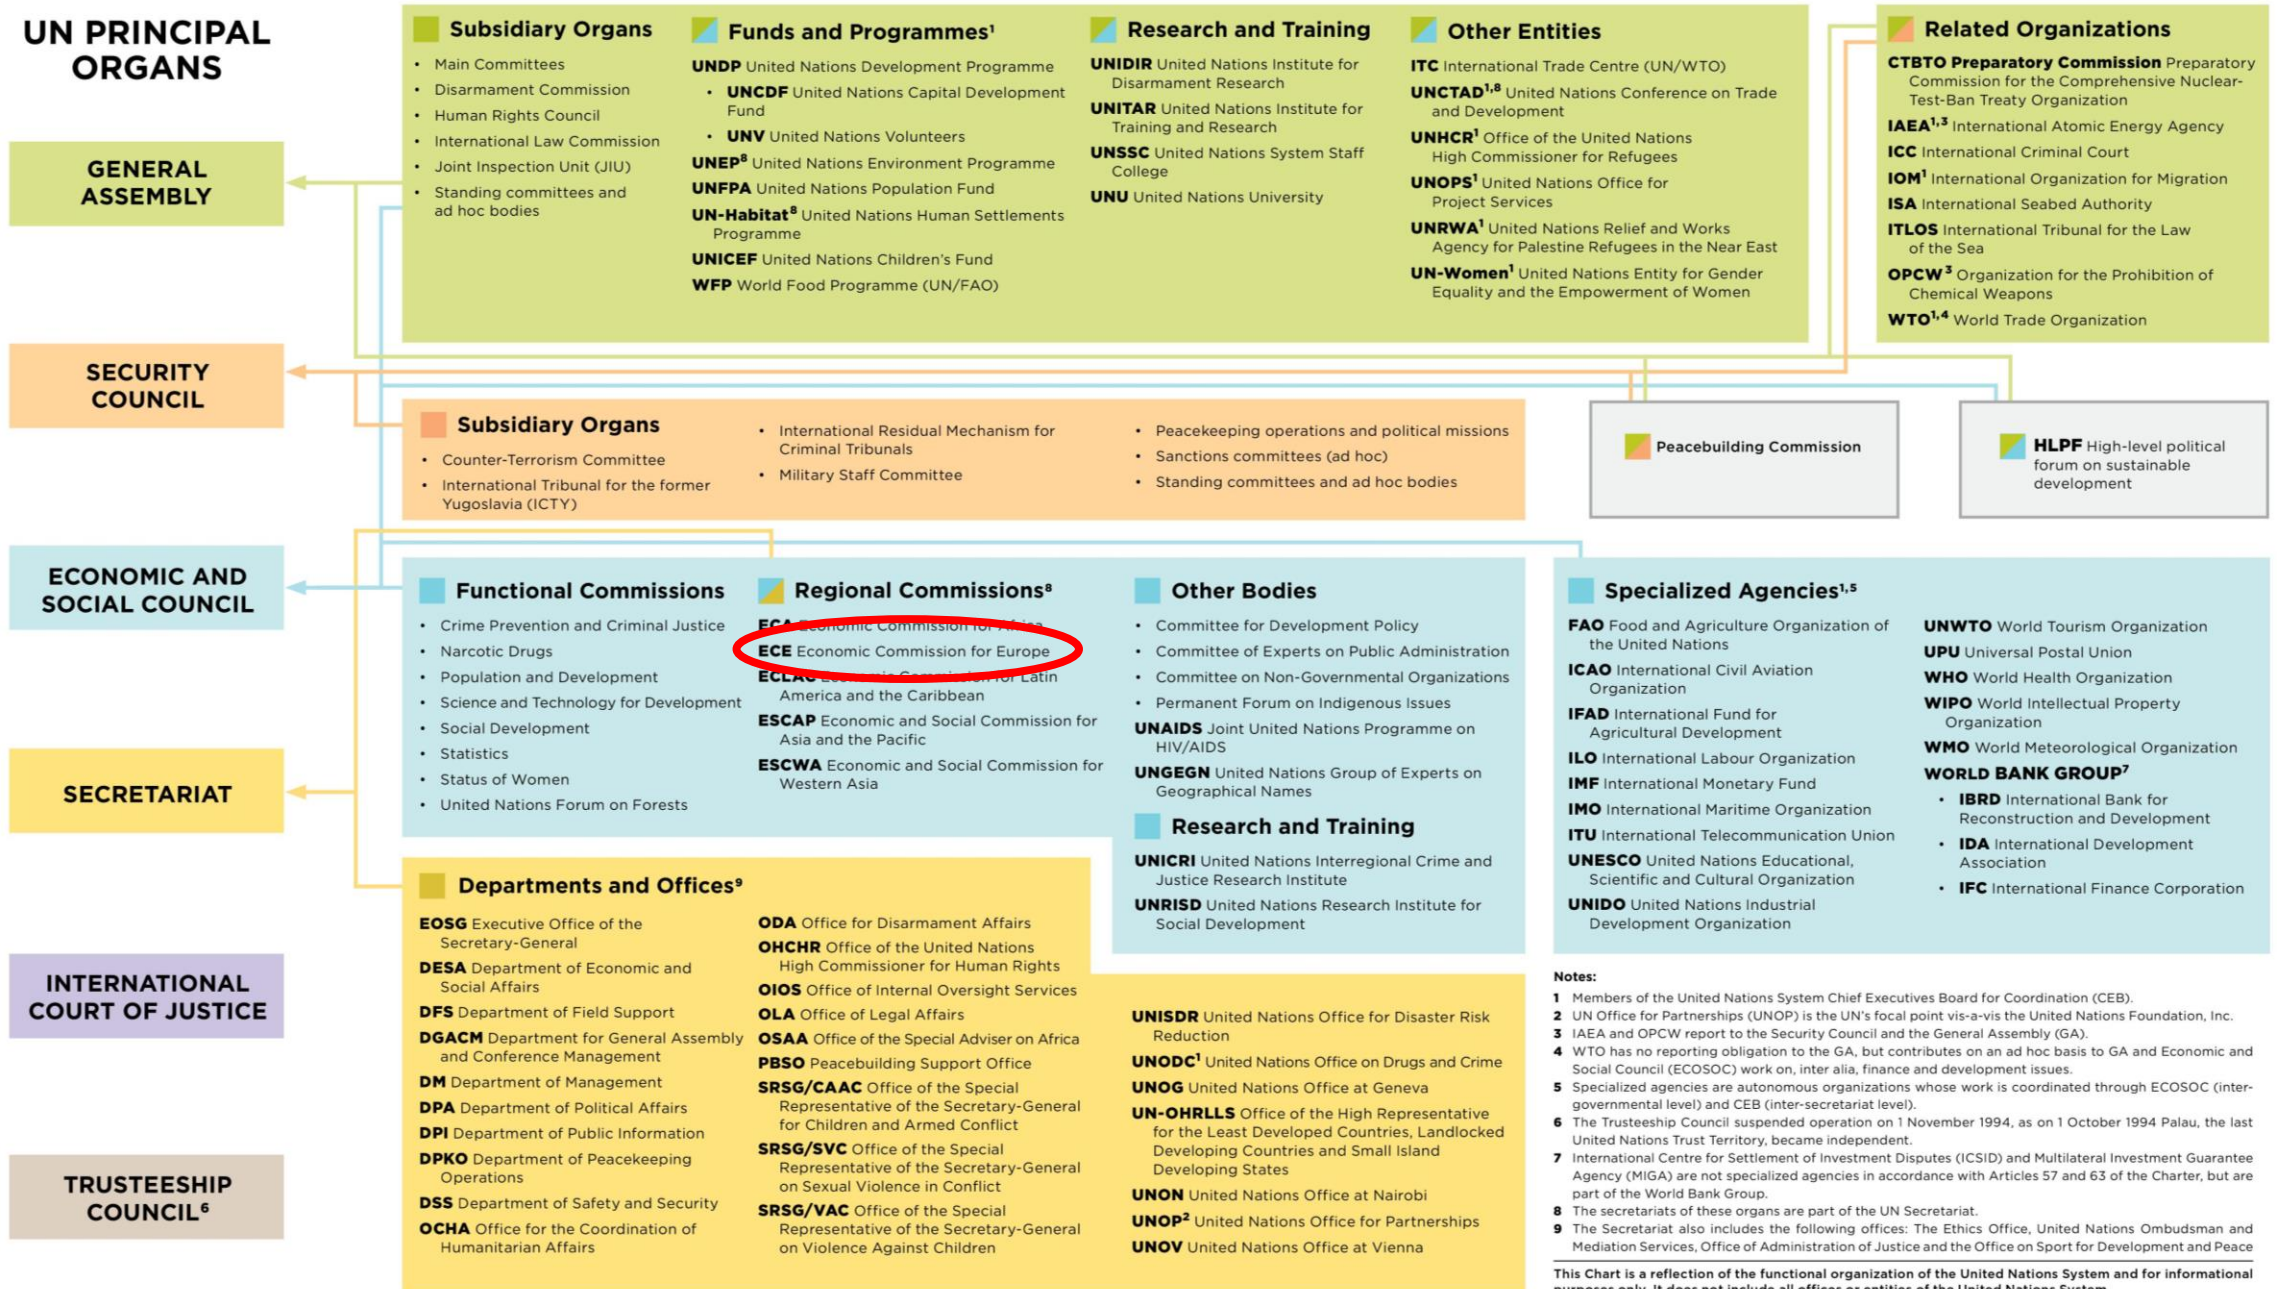 UN PRINCIPAL
ORGANS
GENERAL
ASSEMBLY
SECURITY
COUNCIL
ECONOMIC AND
SOCIAL COUNCIL
SECRETARIAT
INTERNATIONAL
COURT OF JUSTICE
TRUSTEESHIP
COUNCIL⁶
Subsidiary Organs
• Main Committees
• Disarmament Commission
• Human Rights Council
• International Law Commission
• Joint Inspection Unit (JIU)
• Standing committees and
ad hoc bodies
Funds and Programmes¹
UNDP United Nations Development Programme
• UNCDF United Nations Capital Development
Fund
• UNV United Nations Volunteers
UNEP⁸ United Nations Environment Programme
UNFPA United Nations Population Fund
UN-Habitat⁸ United Nations Human Settlements
Programme
UNICEF United Nations Children's Fund
WFP World Food Programme (UN/FAO)
Research and Training
UNIDIR United Nations Institute for
Disarmament Research
UNITAR United Nations Institute for
Training and Research
UNSSC United Nations System Staff
College
UNU United Nations University
Other Entities
ITC International Trade Centre (UN/WTO)
UNCTAD¹,⁸ United Nations Conference on Trade
and Development
UNHCR¹ Office of the United Nations
High Commissioner for Refugees
UNOPS¹ United Nations Office for
Project Services
UNRWA¹ United Nations Relief and Works
Agency for Palestine Refugees in the Near East
UN-Women¹ United Nations Entity for Gender
Equality and the Empowerment of Women
Related Organizations
CTBTO Preparatory Commission Preparatory
Commission for the Comprehensive Nuclear-
Test-Ban Treaty Organization
IAEA¹,³ International Atomic Energy Agency
ICC International Criminal Court
IOM¹ International Organization for Migration
ISA International Seabed Authority
ITLOS International Tribunal for the Law
of the Sea
OPCW³ Organization for the Prohibition of
Chemical Weapons
WTO¹,⁴ World Trade Organization
Subsidiary Organs
• Counter-Terrorism Committee
• International Tribunal for the former
Yugoslavia (ICTY)
• International Residual Mechanism for
Criminal Tribunals
• Military Staff Committee
• Peacekeeping operations and political missions
• Sanctions committees (ad hoc)
• Standing committees and ad hoc bodies
Peacebuilding Commission
HLPF High-level political
forum on sustainable
development
Functional Commissions
• Crime Prevention and Criminal Justice
• Narcotic Drugs
• Population and Development
• Science and Technology for Development
• Social Development
• Statistics
• Status of Women
• United Nations Forum on Forests
Regional Commissions⁸
ECA Economic Commission for Africa
ECE Economic Commission for Europe
ECLAC Economic Commission for Latin
America and the Caribbean
ESCAP Economic and Social Commission for
Asia and the Pacific
ESCWA Economic and Social Commission for
Western Asia
Other Bodies
• Committee for Development Policy
• Committee of Experts on Public Administration
• Committee on Non-Governmental Organizations
• Permanent Forum on Indigenous Issues
UNAIDS Joint United Nations Programme on
HIV/AIDS
UNGEGN United Nations Group of Experts on
Geographical Names
Research and Training
UNICRI United Nations Interregional Crime and
Justice Research Institute
UNRISD United Nations Research Institute for
Social Development
Specialized Agencies¹,⁵
FAO Food and Agriculture Organization of
the United Nations
ICAO International Civil Aviation
Organization
IFAD International Fund for
Agricultural Development
ILO International Labour Organization
IMF International Monetary Fund
IMO International Maritime Organization
ITU International Telecommunication Union
UNESCO United Nations Educational,
Scientific and Cultural Organization
UNIDO United Nations Industrial
Development Organization
UNWTO World Tourism Organization
UPU Universal Postal Union
WHO World Health Organization
WIPO World Intellectual Property
Organization
WMO World Meteorological Organization
WORLD BANK GROUP⁷
• IBRD International Bank for
Reconstruction and Development
• IDA International Development
Association
• IFC International Finance Corporation
Departments and Offices⁹
EOSG Executive Office of the
Secretary-General
DESA Department of Economic and
Social Affairs
DFS Department of Field Support
DGACM Department for General Assembly
and Conference Management
DM Department of Management
DPA Department of Political Affairs
DPI Department of Public Information
DPKO Department of Peacekeeping
Operations
DSS Department of Safety and Security
OCHA Office for the Coordination of
Humanitarian Affairs
ODA Office for Disarmament Affairs
OHCHR Office of the United Nations
High Commissioner for Human Rights
OIOS Office of Internal Oversight Services
OLA Office of Legal Affairs
OSAA Office of the Special Adviser on Africa
PBSO Peacebuilding Support Office
SRSG/CAAC Office of the Special
Representative of the Secretary-General
for Children and Armed Conflict
SRSG/SVC Office of the Special
Representative of the Secretary-General
on Sexual Violence in Conflict
SRSG/VAC Office of the Special
Representative of the Secretary-General
on Violence Against Children
UNISDR United Nations Office for Disaster Risk
Reduction
UNODC¹ United Nations Office on Drugs and Crime
UNOG United Nations Office at Geneva
UN-OHRLLS Office of the High Representative
for the Least Developed Countries, Landlocked
Developing Countries and Small Island
Developing States
UNON United Nations Office at Nairobi
UNOP² United Nations Office for Partnerships
UNOV United Nations Office at Vienna
Notes:
1 Members of the United Nations System Chief Executives Board for Coordination (CEB).
2 UN Office for Partnerships (UNOP) is the UN's focal point vis-a-vis the United Nations Foundation, Inc.
3 IAEA and OPCW report to the Security Council and the General Assembly (GA).
4 WTO has no reporting obligation to the GA, but contributes on an ad hoc basis to GA and Economic and
Social Council (ECOSOC) work on, inter alia, finance and development issues.
5 Specialized agencies are autonomous organizations whose work is coordinated through ECOSOC (inter-
governmental level) and CEB (inter-secretariat level).
6 The Trusteeship Council suspended operation on 1 November 1994, as on 1 October 1994 Palau, the last
United Nations Trust Territory, became independent.
7 International Centre for Settlement of Investment Disputes (ICSID) and Multilateral Investment Guarantee
Agency (MIGA) are not specialized agencies in accordance with Articles 57 and 63 of the Charter, but are
part of the World Bank Group.
8 The secretariats of these organs are part of the UN Secretariat.
9 The Secretariat also includes the following offices: The Ethics Office, United Nations Ombudsman and
Mediation Services, Office of Administration of Justice and the Office on Sport for Development and Peace
This Chart is a reflection of the functional organization of the United Nations System and for informational
purposes only. It does not include all offices or entities of the United Nations System.